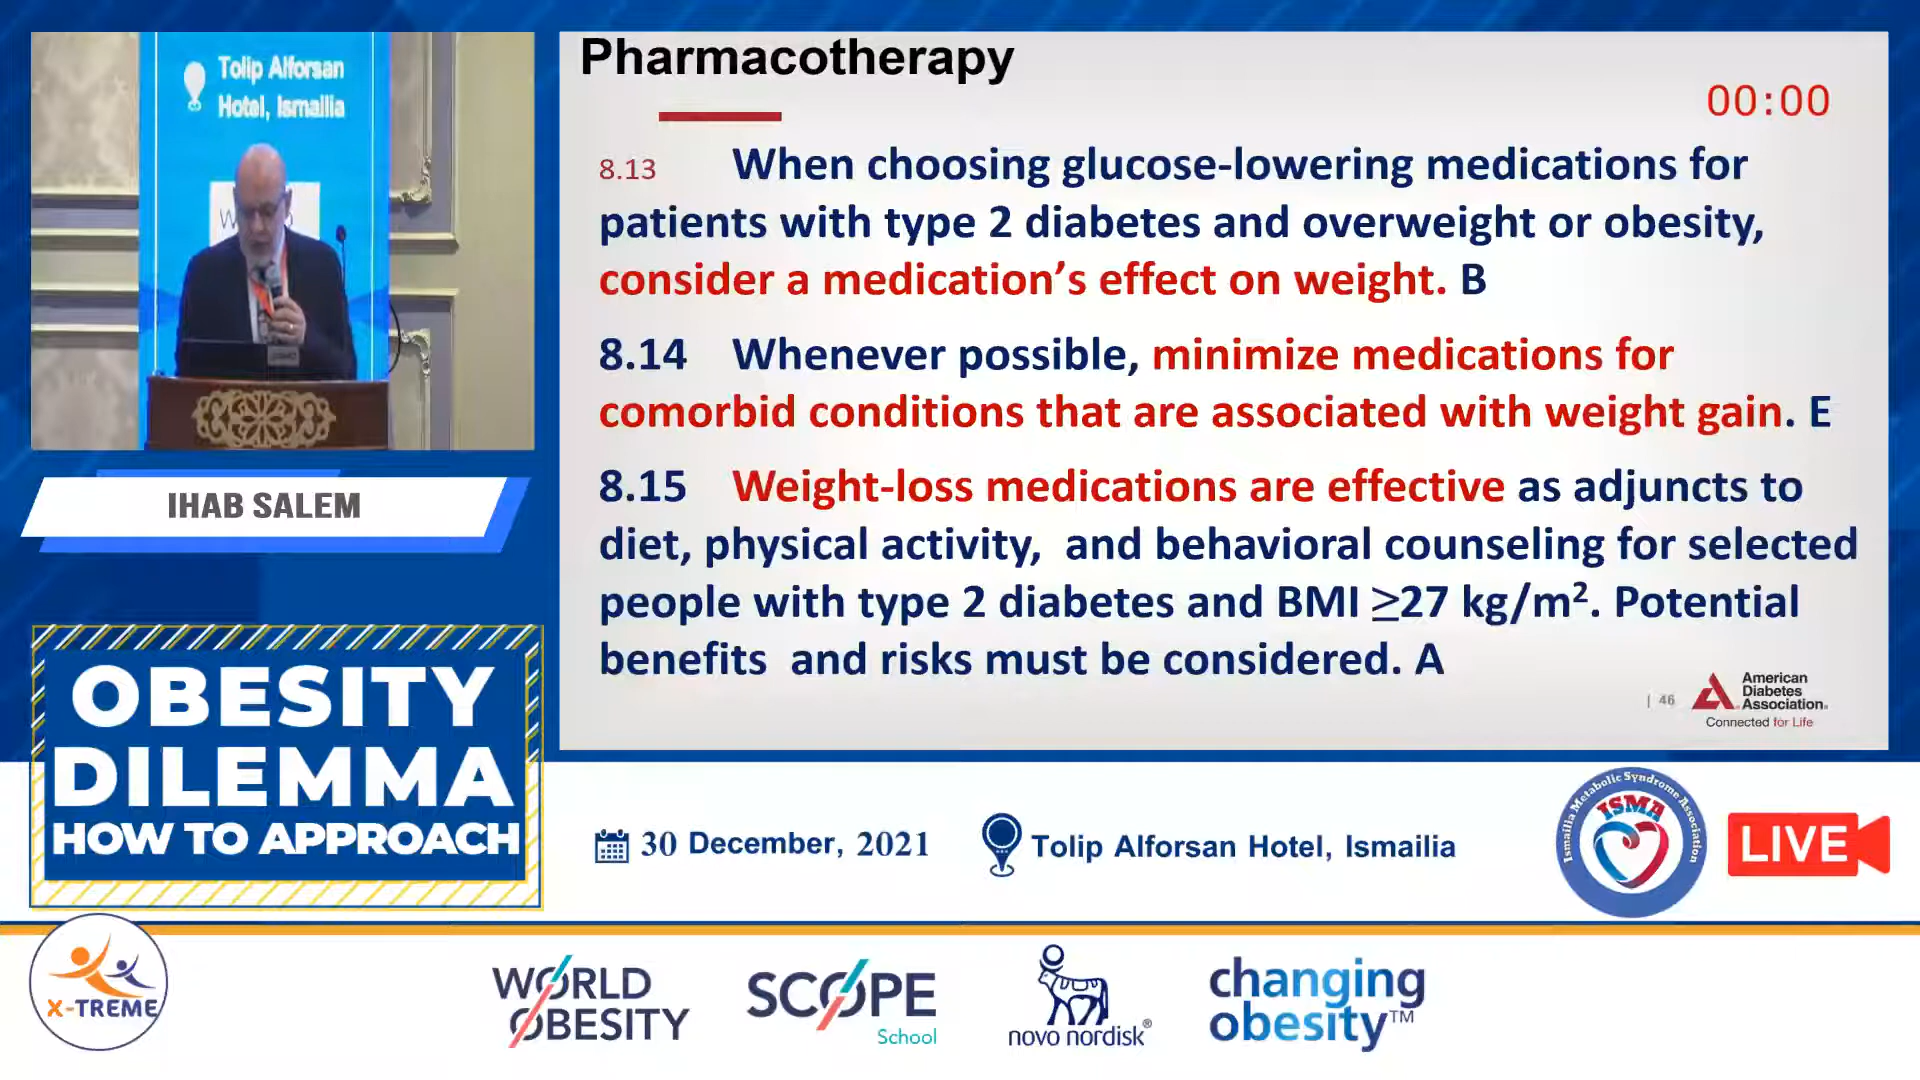 Tolip Alforsan
Hotel, Ismailia
IHAB SALEM
OBESITY
DILEMMA
HOW TO APPROACH
Pharmacotherapy
00:00
8.13 When choosing glucose-lowering medications for
patients with type 2 diabetes and overweight or obesity,
consider a medication’s effect on weight. B
8.14 Whenever possible, minimize medications for
comorbid conditions that are associated with weight gain. E
8.15 Weight-loss medications are effective as adjuncts to
diet, physical activity, and behavioral counseling for selected
people with type 2 diabetes and BMI ≥27 kg/m². Potential
benefits and risks must be considered. A
| 46
American
Diabetes
Association.
Connected for Life
30 December, 2021
Tolip Alforsan Hotel, Ismailia
Ismailia Metabolic Syndrome Association
ISMA
LIVE
X-TREME
WORLD
OBESITY
SCOPE
School
novo nordisk®
changing
obesity™